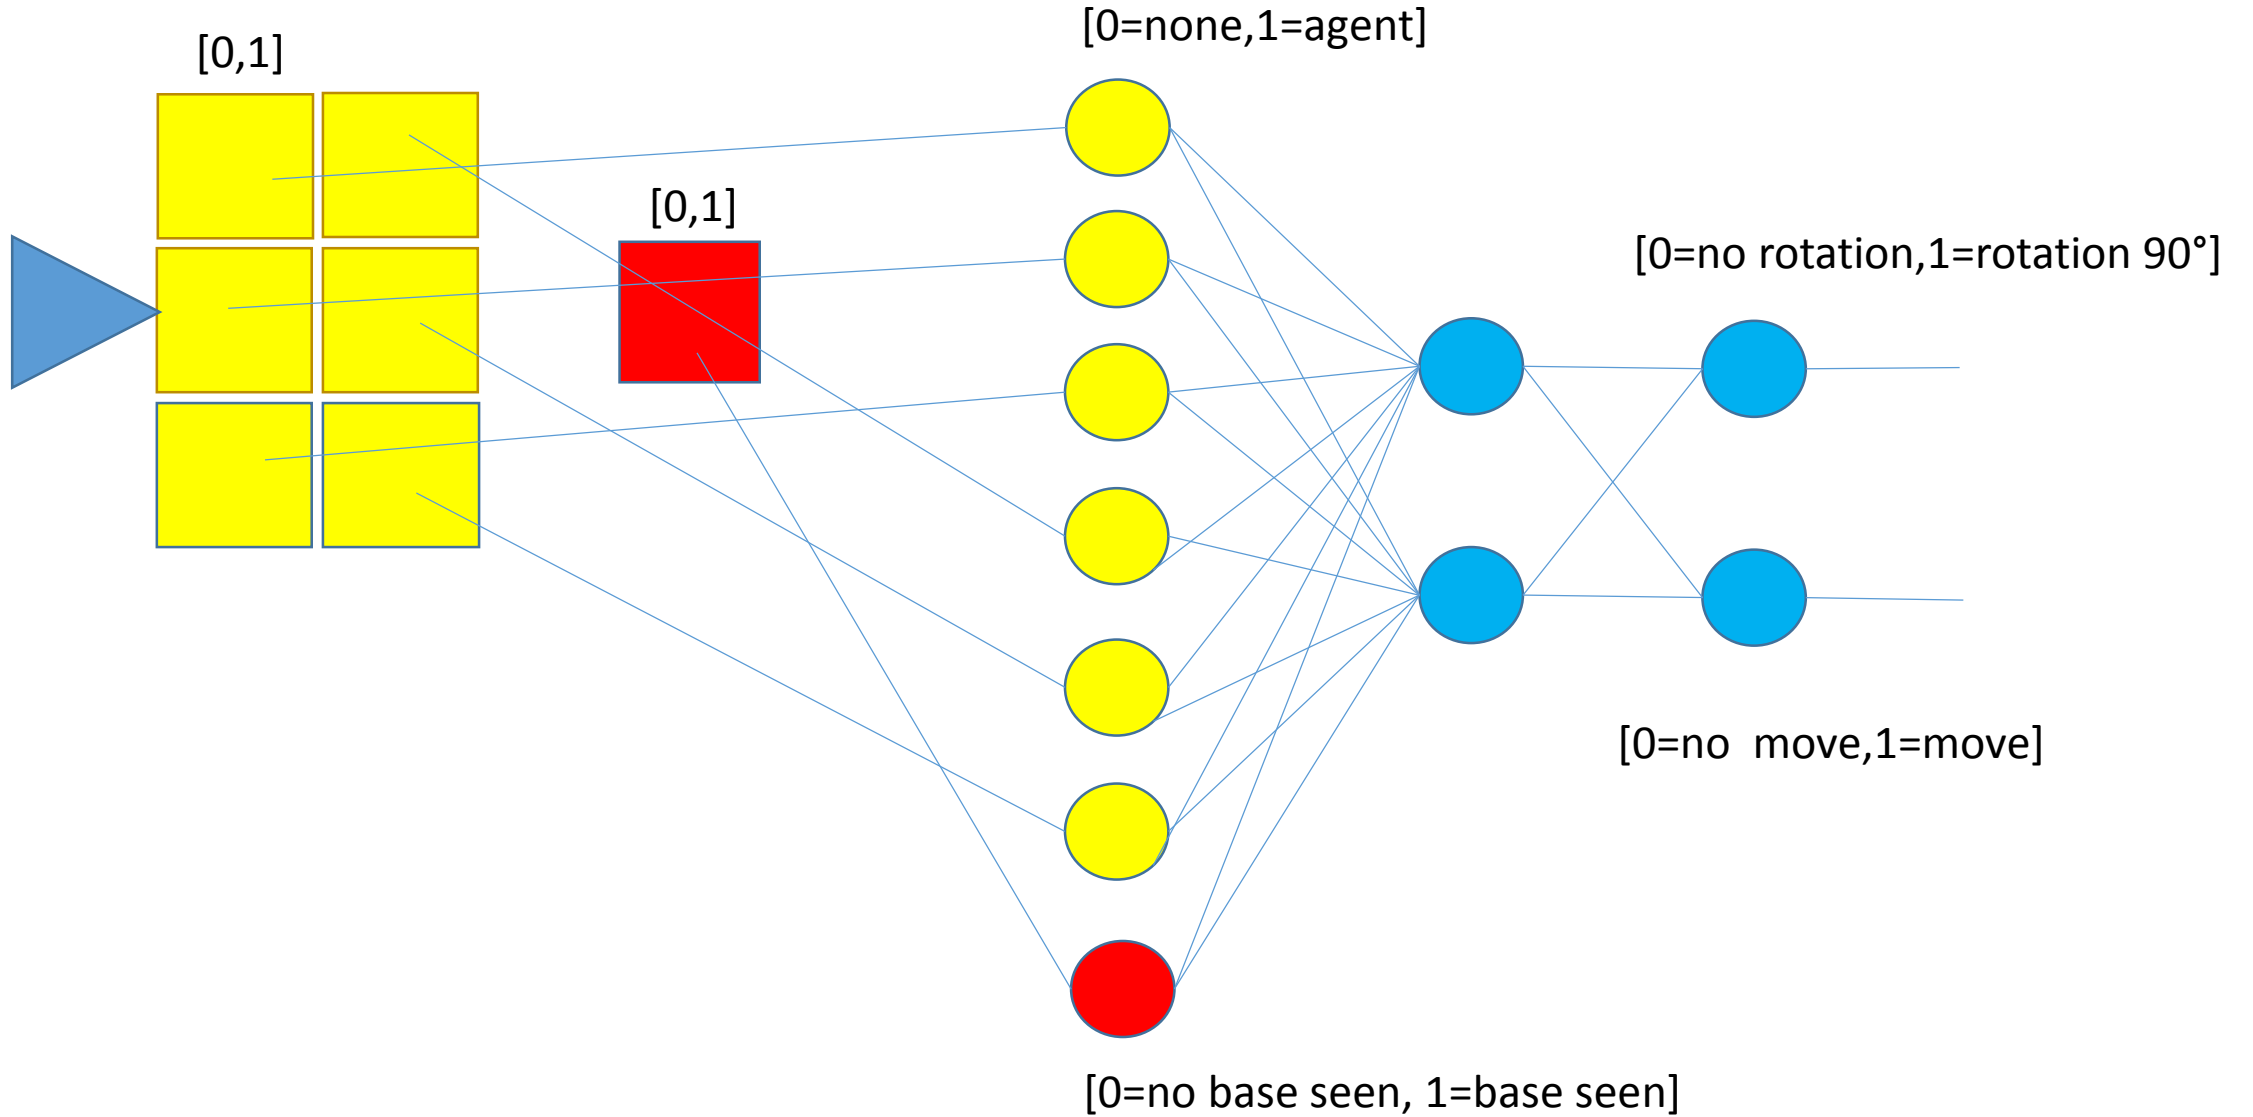 [0=none,1=agent]
[0,1]
[0,1]
[0=no rotation,1=rotation 90°]
[0=no  move,1=move]
[0=no base seen, 1=base seen]